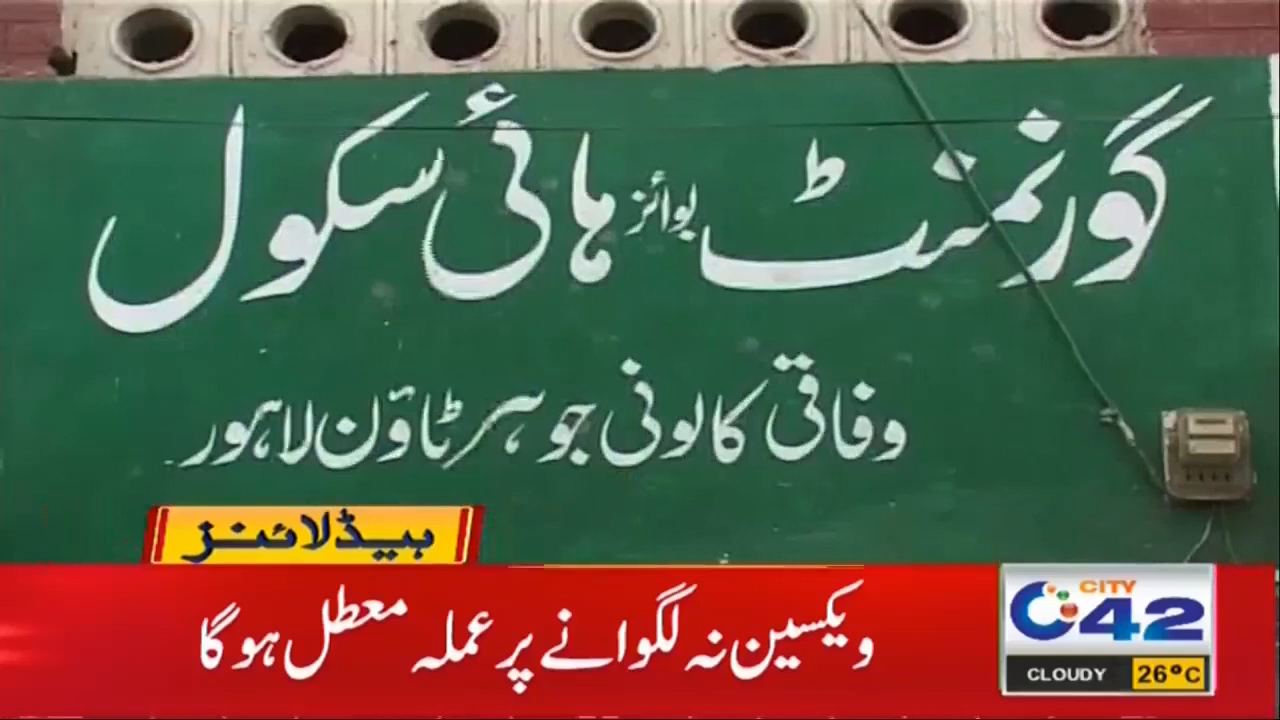 گورنمنٹ بوائز ہائی سکول
وفاقی کالونی جوہر ٹاؤن لاہور
ہیڈلائنز
ویکسین نہ لگوانے پر عملہ معطل ہوگا
CITY
42
CLOUDY 26°C